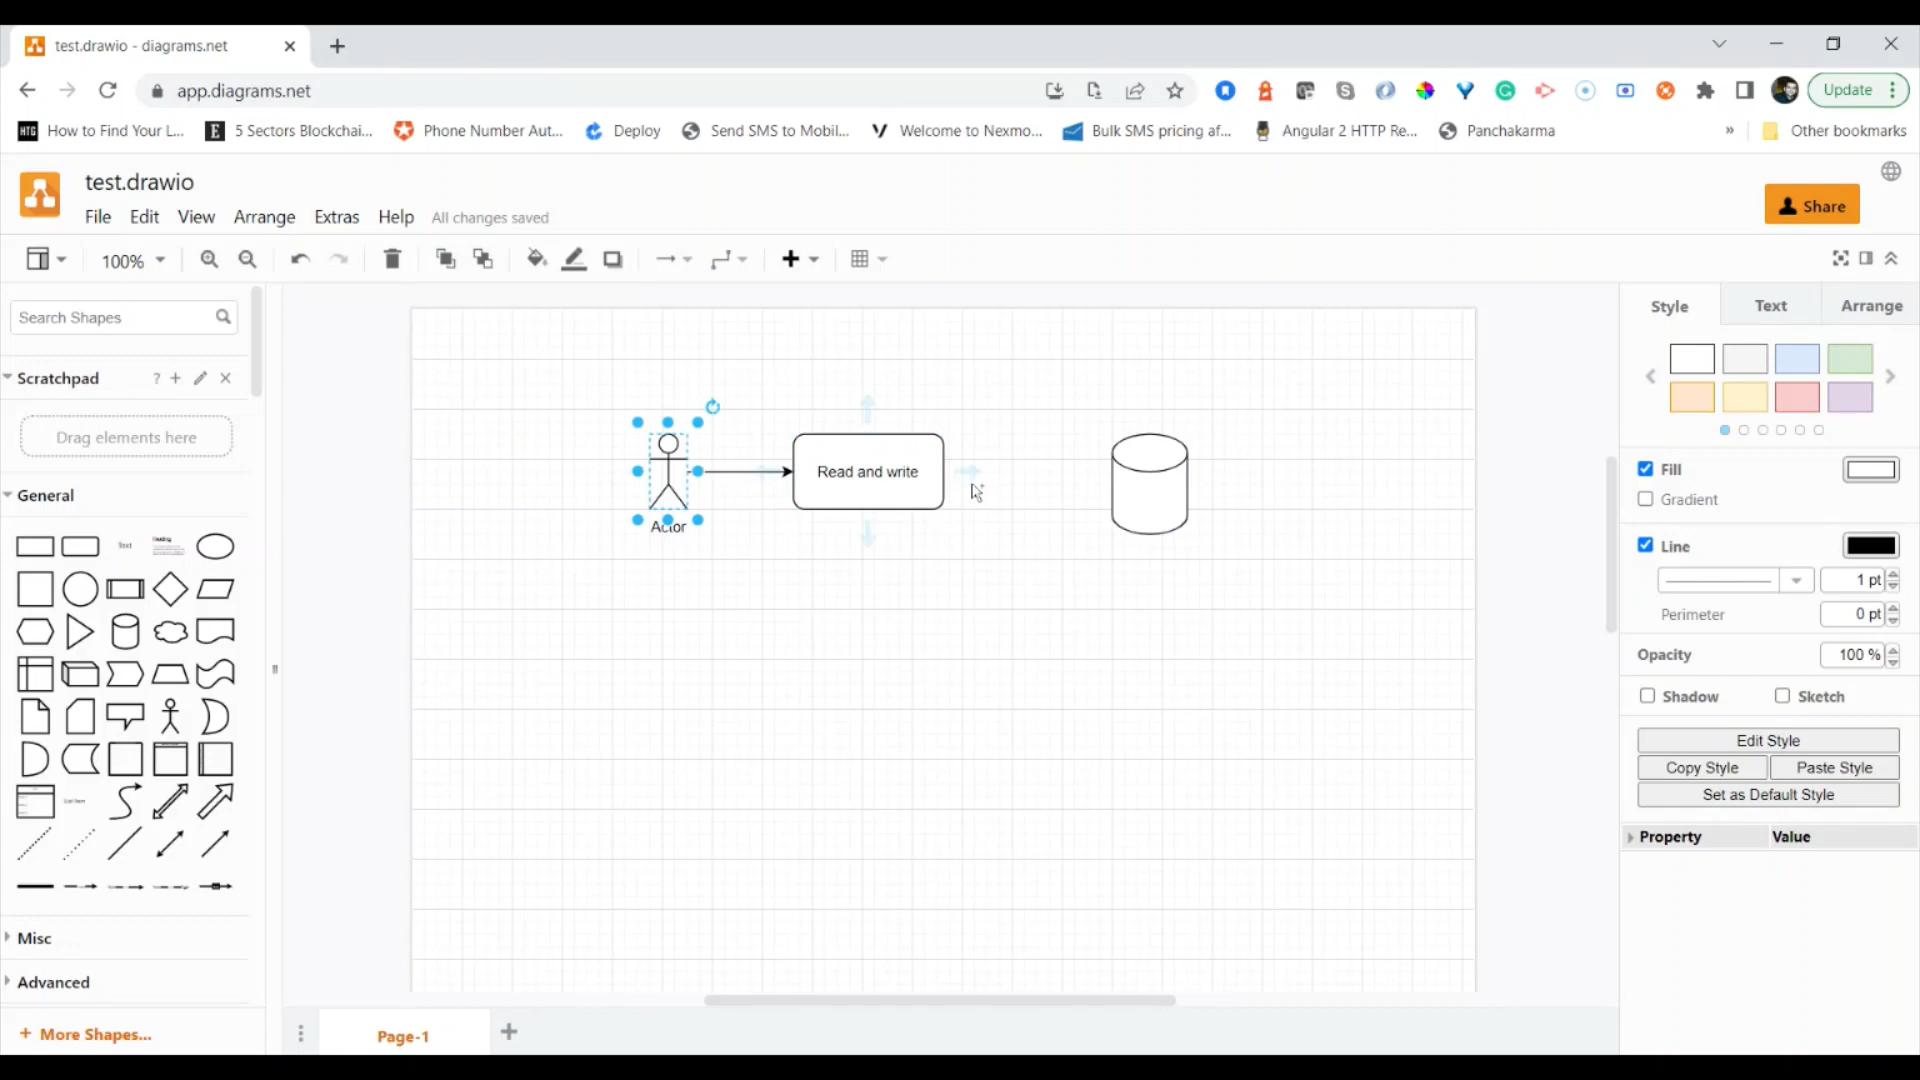 test.drawio - diagrams.net
app.diagrams.net
Update
How to Find Your L...
5 Sectors Blockchai...
Phone Number Aut...
Deploy
Send SMS to Mobil...
Welcome to Nexmo...
Bulk SMS pricing af...
Angular 2 HTTP Re...
Panchakarma
»
Other bookmarks
test.drawio
File Edit View Arrange Extras Help All changes saved
Share
100%
Search Shapes
Scratchpad
?
Drag elements here
General
Text
Heading
List Item
Misc
Advanced
+ More Shapes...
Read and write
Actor
Page-1
Style Text Arrange
Fill
Gradient
Line
1 pt
Perimeter 0 pt
Opacity 100 %
Shadow Sketch
Edit Style
Copy Style Paste Style
Set as Default Style
Property Value